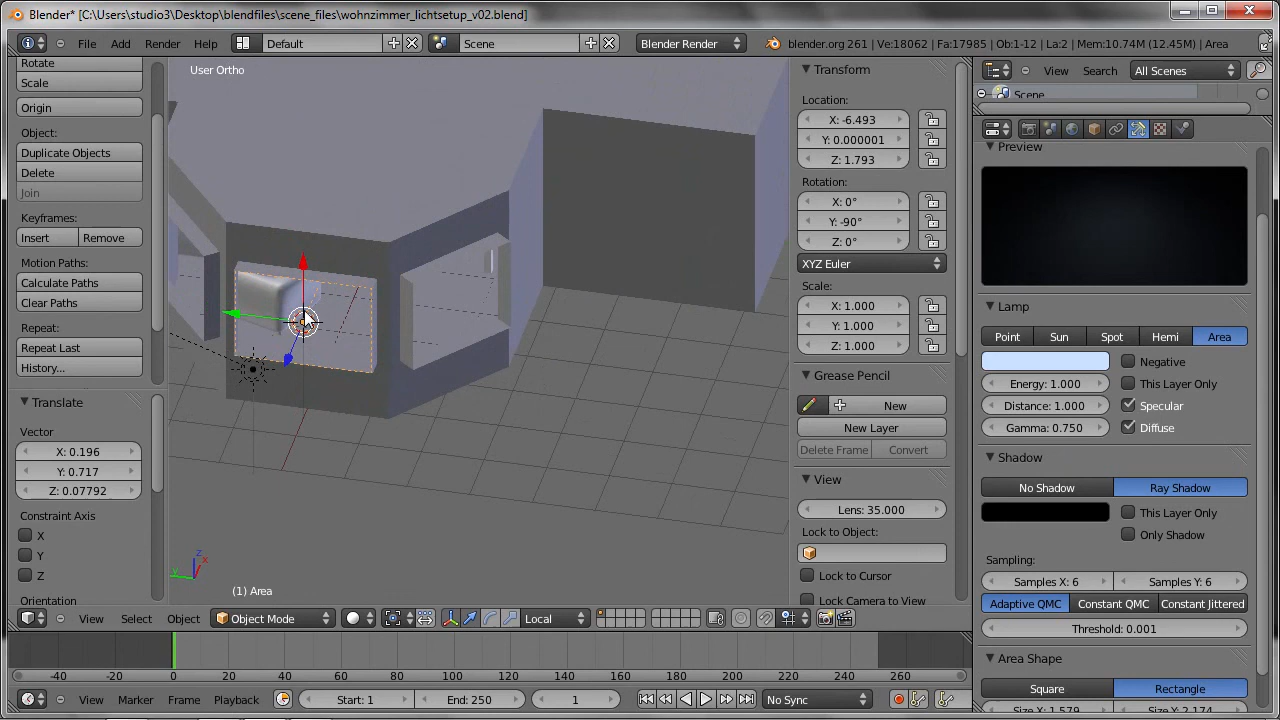 Blender* [C:\Users\studio3\Desktop\blendfiles\scene_files\wohnzimmer_lichtsetup_v02.blend]
File Add Render Help Default Scene Blender Render blender.org 261 | Ve:18062 | Fa:17985 | Ob:1-12 | La:2 | Mem:10.74M (12.45M) | Area
View Search All Scenes
Scene
Rotate
Scale
Origin
Object:
Duplicate Objects
Delete
Join
Keyframes:
Insert Remove
Motion Paths:
Calculate Paths
Clear Paths
Repeat:
Repeat Last
History...
Translate
Vector
X: 0.196
Y: 0.717
Z: 0.07792
Constraint Axis
X
Y
Z
Orientation
User Ortho
z
x
y
(1) Area
View Select Object Object Mode Local
Transform
Location:
X: -6.493
Y: 0.000001
Z: 1.793
Rotation:
X: 0°
Y: -90°
Z: 0°
XYZ Euler
Scale:
X: 1.000
Y: 1.000
Z: 1.000
Grease Pencil
New
New Layer
Delete Frame Convert
View
Lens: 35.000
Lock to Object:
Lock to Cursor
Lock Camera to View
Preview
Lamp
Point Sun Spot Hemi Area
Negative
Energy: 1.000 This Layer Only
Distance: 1.000 Specular
Gamma: 0.750 Diffuse
Shadow
No Shadow Ray Shadow
This Layer Only
Only Shadow
Sampling:
Samples X: 6 Samples Y: 6
Adaptive QMC Constant QMC Constant Jittered
Threshold: 0.001
Area Shape
Square Rectangle
Size X: 1.579 Size Y: 2.174
-40 -20 0 20 40 60 80 100 120 140 160 180 200 220 240 260
View Marker Frame Playback Start: 1 End: 250 1 No Sync